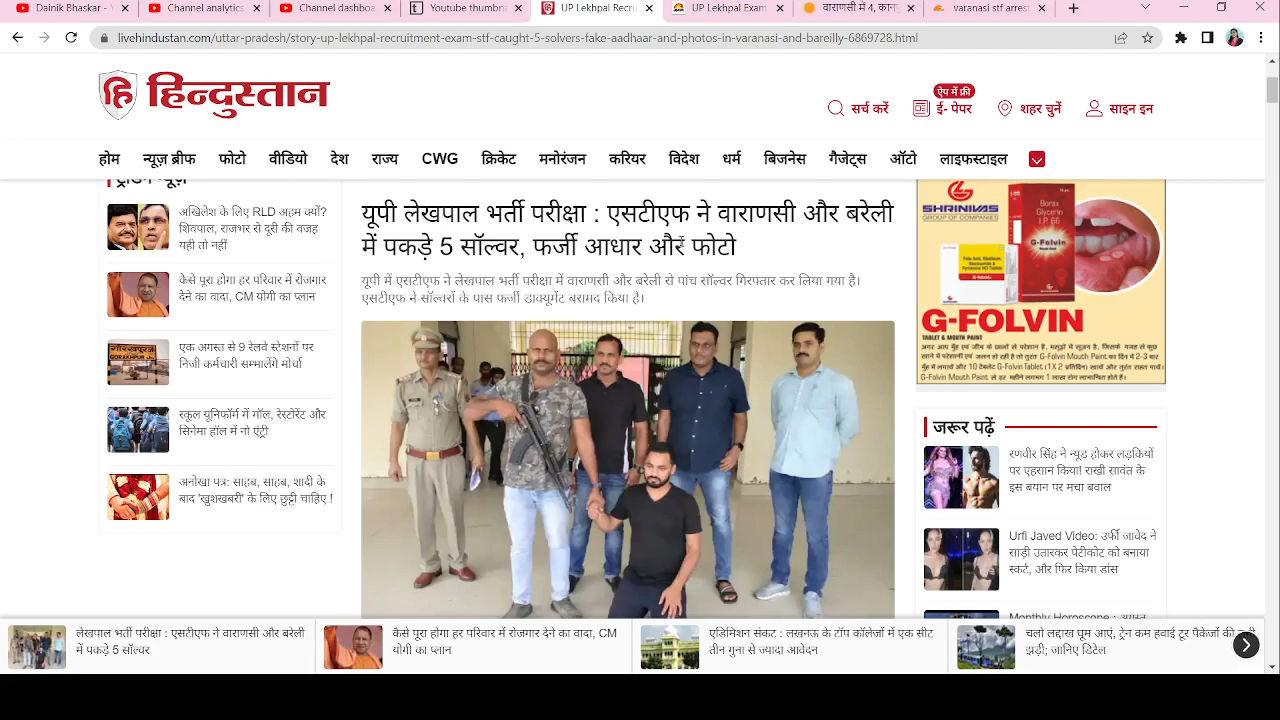 Dainik Bhaskar -
Channel analytics
Channel dashboa
Youtube thumbna
UP Lekhpal Recru
UP Lekhpal Exam
वाराणसी में 4, कान
varanasi stf arrest
livehindustan.com/uttar-pradesh/story-up-lekhpal-recruitment-exam-stf-caught-5-solvers-fake-aadhaar-and-photos-in-varanasi-and-bareilly-6869728.html
हि हिन्दुस्तान
सर्च करें
ऐप में फ्री
ई- पेपर
शहर चुनें
साइन इन
होम न्यूज़ ब्रीफ फोटो वीडियो देश राज्य CWG क्रिकेट मनोरंजन करियर विदेश धर्म बिजनेस गैजेट्स ऑटो लाइफस्टाइल
अखिलेश के लिए RLD अहम क्यों?
शिवपाल, राजभर से दूरी की वजह
यही तो नहीं
कैसे पूरा होगा हर परिवार में रोजगार
देने का वादा, CM योगी का प्लान
एक अगस्त से 9 रेलवे स्टेशनों पर
निजी कर्मचारी सम्भालेंगे मोर्चा
स्कूल यूनिफॉर्म में मॉल, रेस्टोरेंट और
सिनेमा हॉल में नो एंट्री
अनोखा पत्र: साहब, साहब, शादी के
बाद 'खुशखबरी' के लिए छुट्टी चाहिए !
यूपी लेखपाल भर्ती परीक्षा : एसटीएफ ने वाराणसी और बरेली
में पकड़े 5 सॉल्वर, फर्जी आधार और फोटो
यूपी में एसटीएफ ने लेखपाल भर्ती परीक्षा में वाराणसी और बरेली से पांच सॉल्वर गिरफ्तार कर लिया गया है।
एसटीएफ ने सॉल्वरों के पास फर्जी डाक्यूमेंट बरामद किया है।
SHRINIVAS
GROUP OF COMPANIES
Borax
Glycerin
I.P. 66
G-Folvin
G-FOLVIN
TABLET & MOUTH PAINT
जरूर पढ़ें
रणवीर सिंह ने न्यूड होकर लड़कियों
पर एहसान किया! राखी सावंत के
इस बयान पर मचा बवाल
Urfi Javed Video: उर्फी जावेद ने
साड़ी उतारकर पेटीकोट को बनाया
स्कर्ट, और फिर किया डांस
Monthly Horoscope : अगस्त
लेखपाल भर्ती परीक्षा : एसटीएफ ने वाराणसी और बरेली
में पकड़े 5 सॉल्वर
कैसे पूरा होगा हर परिवार में रोजगार देने का वादा, CM
योगी का प्लान
एडमिशन संकट : लखनऊ के टॉप कॉलेजों में एक सीट
तीन गुना से ज्यादा आवेदन
चलो लद्दाख घूम आएं, ट्रेन कम हवाई टूर पैकेजों की
झड़ी; जानिए डिटेल